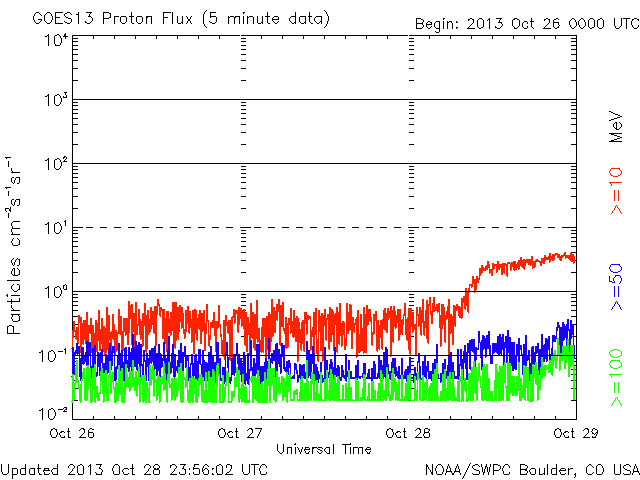 GOES13 Proton Flux (5 minute data)
Begin: 2013 Oct 26 0000 UTC
Particles cm⁻²s⁻¹sr⁻¹
10⁴
10³
10²
10¹
10⁰
10⁻¹
10⁻²
Oct 26
Oct 27
Oct 28
Oct 29
Universal Time
MeV
>=10
>=50
>=100
Updated 2013 Oct 28 23:56:02 UTC
NOAA/SWPC Boulder, CO USA